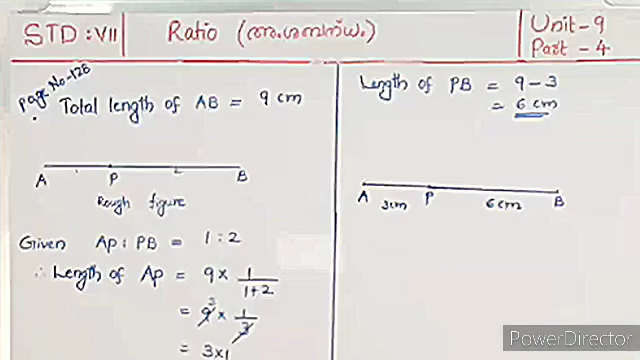 STD : VII
Ratio (അംശബന്ധം)
Unit - 9
Part - 4
Page No - 128
Total length of AB = 9 cm
A P B
Rough figure
Given AP : PB = 1 : 2
∴ Length of AP = 9 × 1/(1+2)
= 9 3 × 1/3
= 3×1
Length of PB = 9 - 3
= 6 cm
A 3cm P 6cm B
PowerDirector